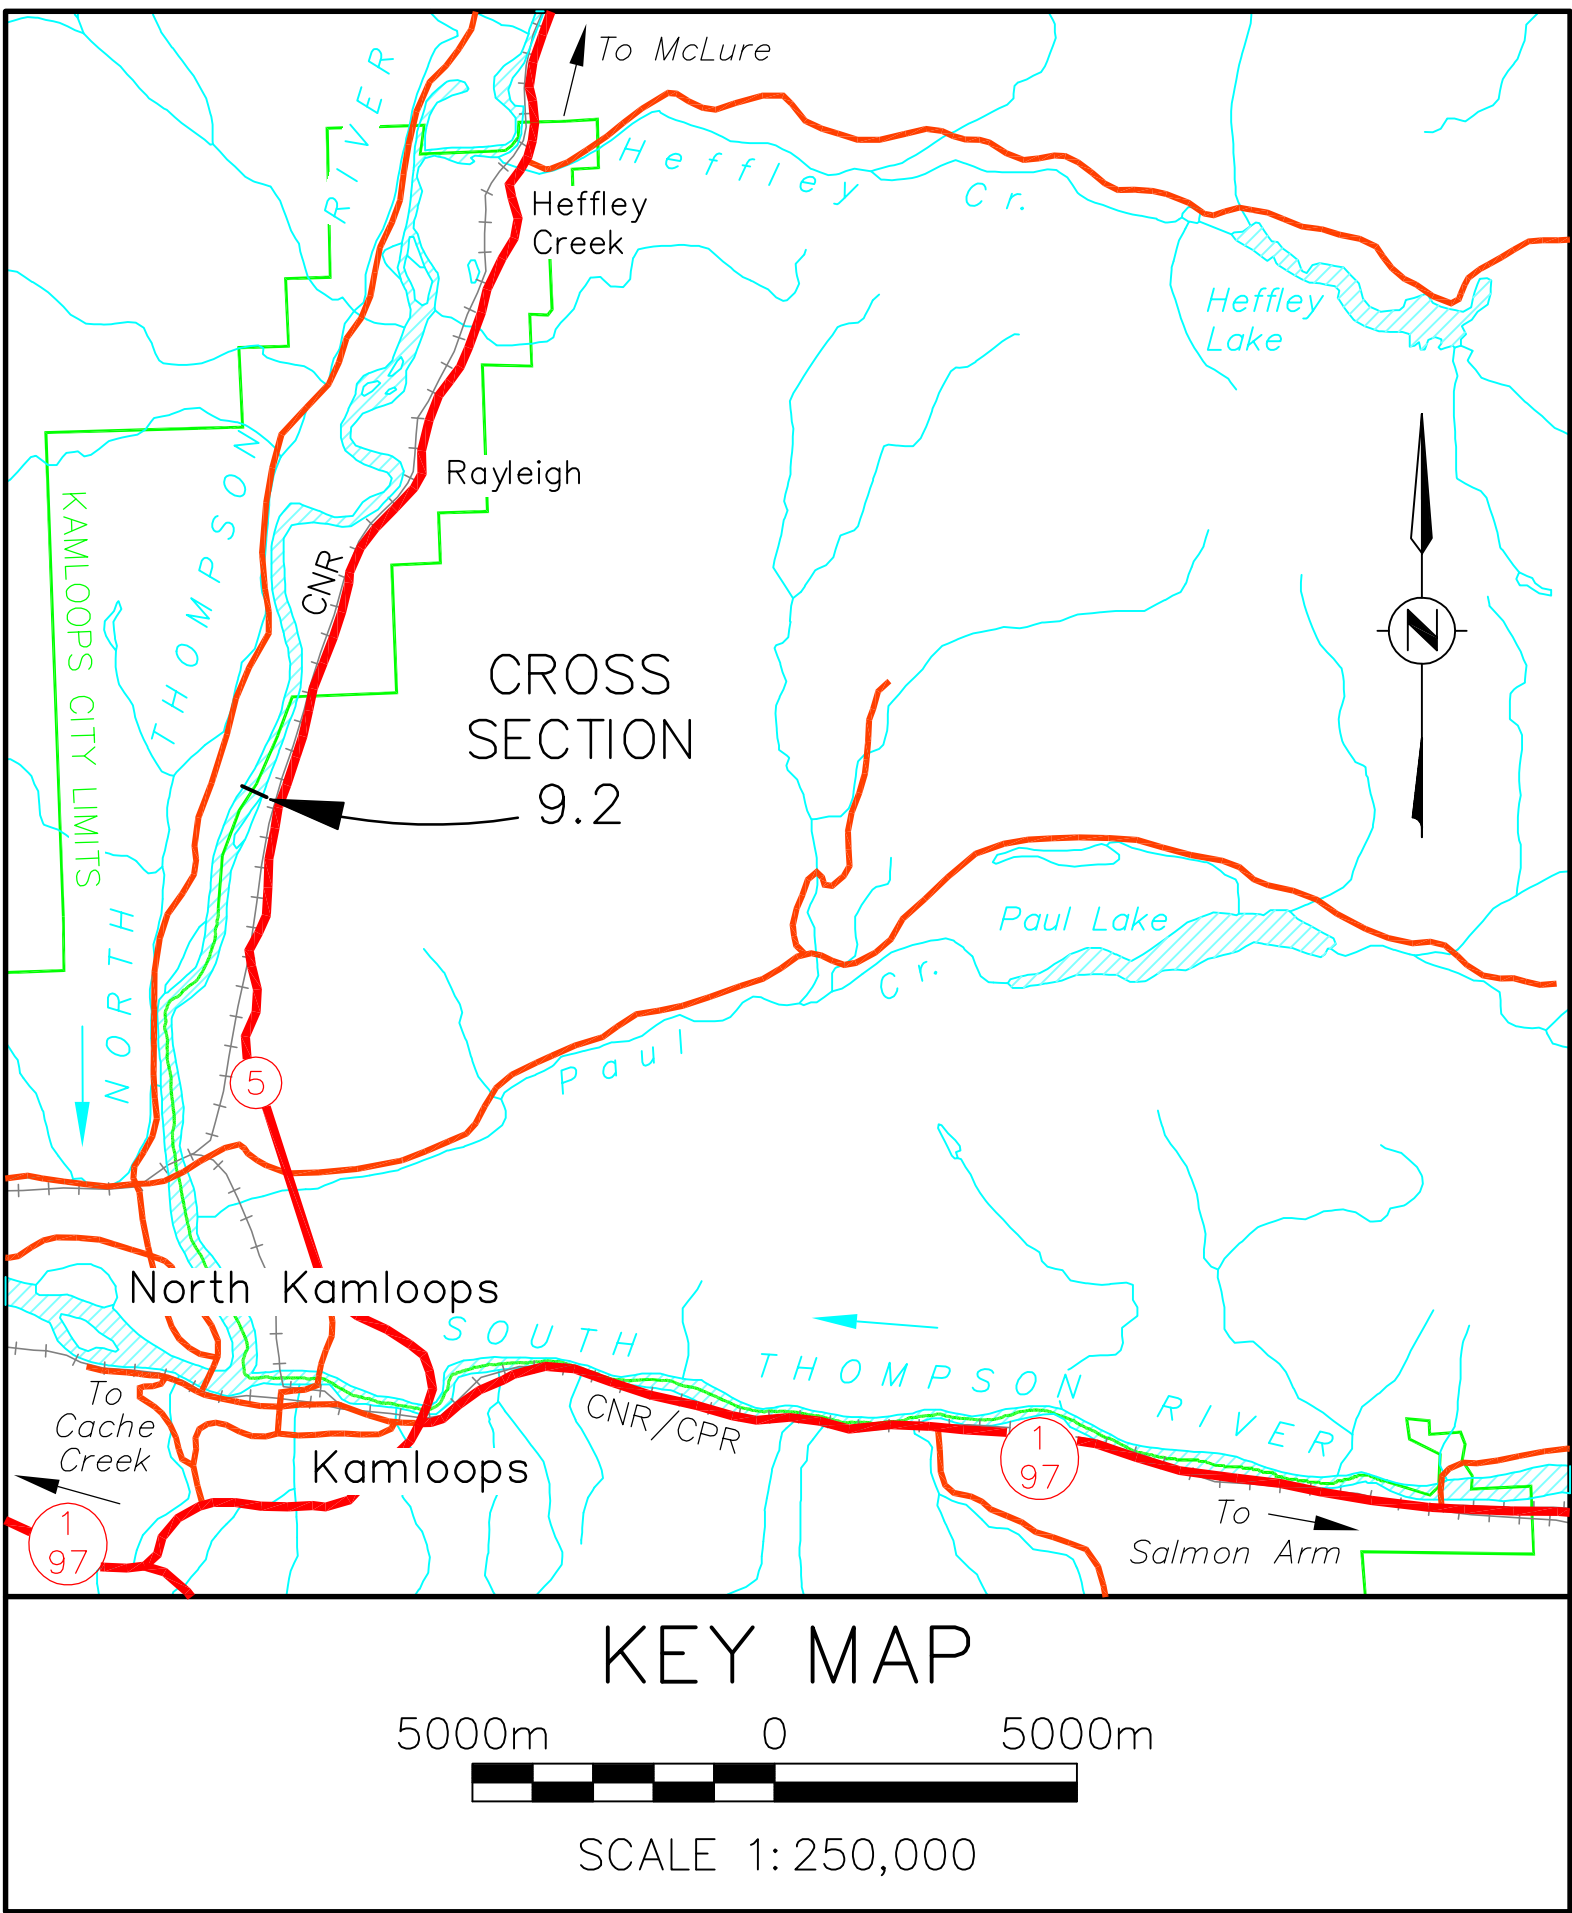 To McLure
RIVER
Heffley Cr.
Heffley
Creek
Heffley
Lake
THOMPSON
Rayleigh
KAMLOOPS CITY LIMITS
CNR
N
CROSS
SECTION
9.2
NORTH
Paul Lake
Paul Cr.
5
North Kamloops
SOUTH THOMPSON RIVER
To
Cache
Creek
CNR/CPR
Kamloops
1
97
1
97
To
Salmon Arm
KEY MAP
5000m 0 5000m
SCALE 1:250,000